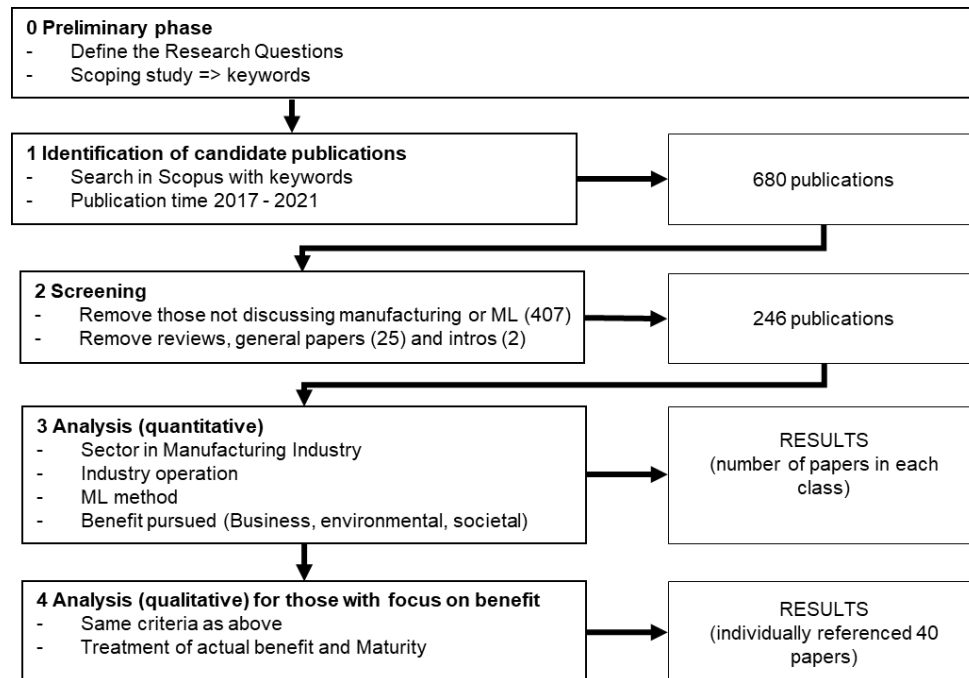 0 Preliminary phase
- Define the Research Questions
- Scoping study => keywords
1 Identification of candidate publications
- Search in Scopus with keywords
- Publication time 2017 - 2021
680 publications
2 Screening
- Remove those not discussing manufacturing or ML (407)
- Remove reviews, general papers (25) and intros (2)
246 publications
3 Analysis (quantitative)
- Sector in Manufacturing Industry
- Industry operation
- ML method
- Benefit pursued (Business, environmental, societal)
RESULTS
(number of papers in each
class)
4 Analysis (qualitative) for those with focus on benefit
- Same criteria as above
- Treatment of actual benefit and Maturity
RESULTS
(individually referenced 40
papers)